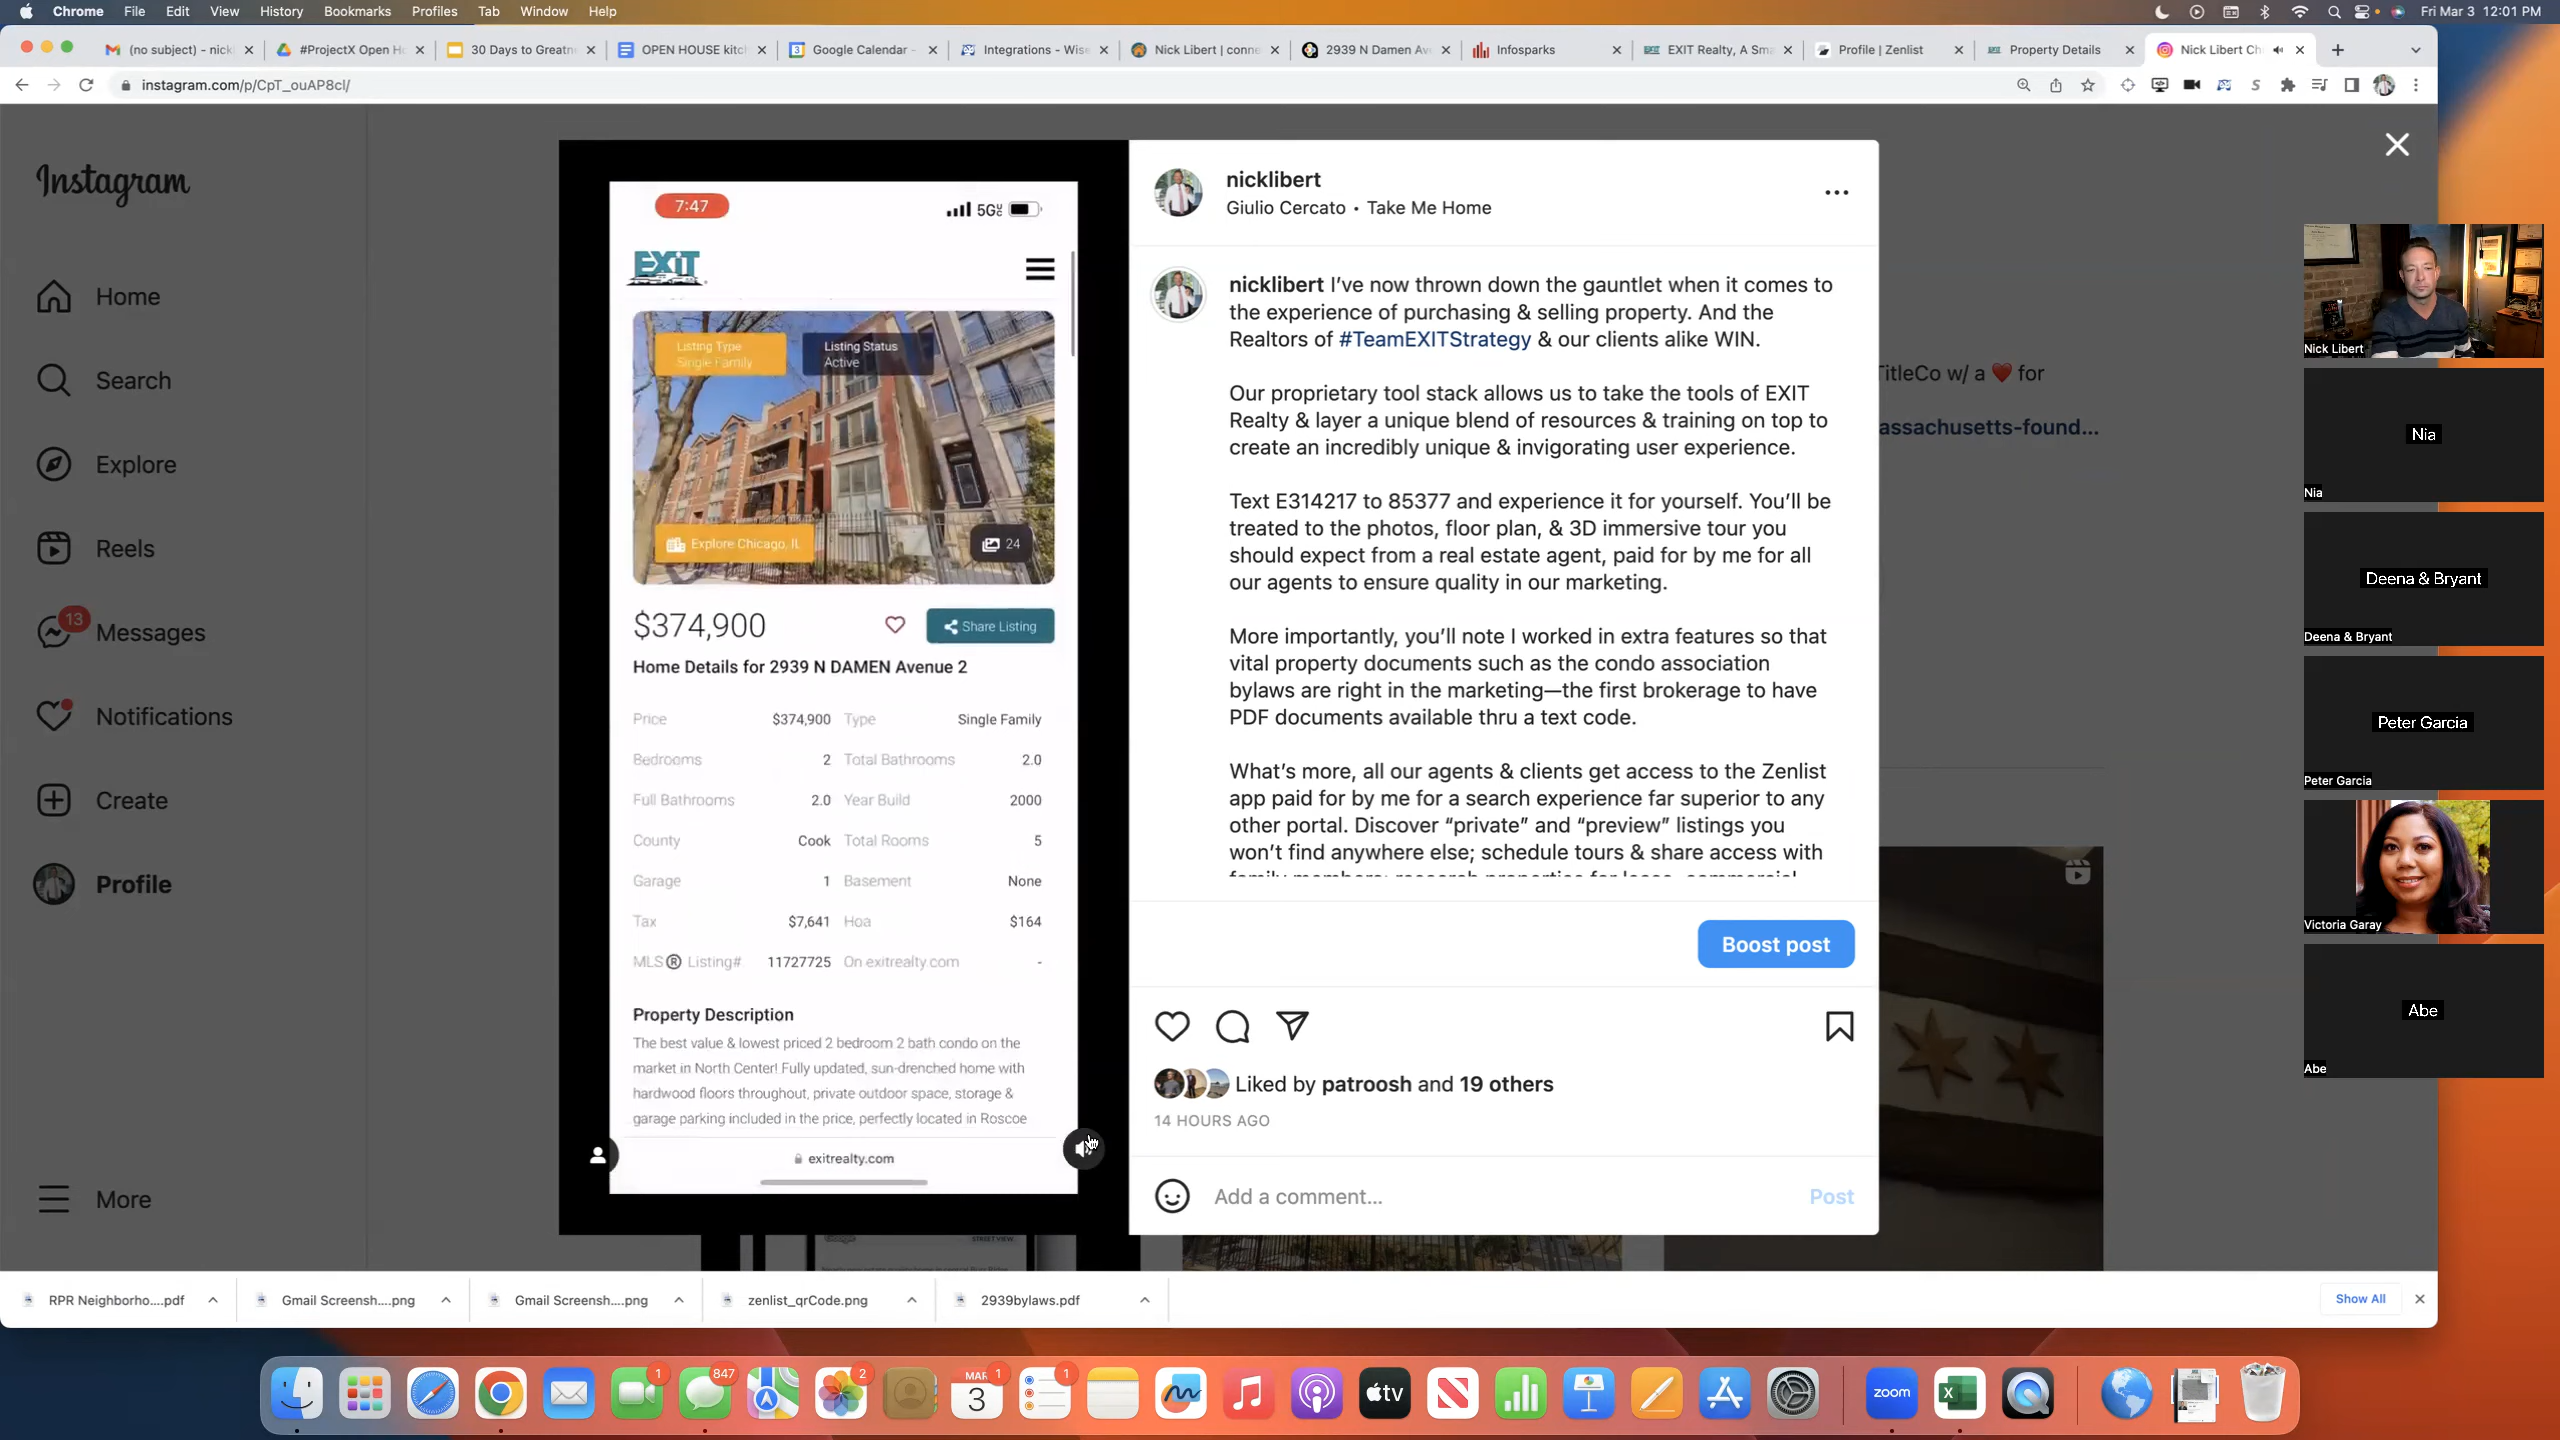 Chrome File Edit View History Bookmarks Profiles Tab Window Help
Fri Mar 3 12:01 PM
(no subject) - nick
#ProjectX Open H
30 Days to Greatn
OPEN HOUSE kitc
Google Calendar -
Integrations - Wise
Nick Libert | conne
2939 N Damen Av
Infosparks
EXIT Realty, A Sma
Profile | Zenlist
Property Details
Nick Libert Ch
instagram.com/p/CpT_ouAP8cI/
Instagram
Home
Search
Explore
Reels
13
Messages
Notifications
Create
Profile
More
7:47
5G
EXIT
Listing Type
Single Family
Listing Status
Active
Explore Chicago, IL
24
$374,900
Share Listing
Home Details for 2939 N DAMEN Avenue 2
Price $374,900 Type Single Family
Bedrooms 2 Total Bathrooms 2.0
Full Bathrooms 2.0 Year Build 2000
County Cook Total Rooms 5
Garage 1 Basement None
Tax $7,641 Hoa $164
MLS® Listing# 11727725 On exitrealty.com -
Property Description
The best value & lowest priced 2 bedroom 2 bath condo on the
market in North Center! Fully updated, sun-drenched home with
hardwood floors throughout, private outdoor space, storage &
garage parking included in the price, perfectly located in Roscoe
exitrealty.com
nicklibert
Giulio Cercato • Take Me Home
nicklibert I've now thrown down the gauntlet when it comes to
the experience of purchasing & selling property. And the
Realtors of #TeamEXITStrategy & our clients alike WIN.
Our proprietary tool stack allows us to take the tools of EXIT
Realty & layer a unique blend of resources & training on top to
create an incredibly unique & invigorating user experience.
Text E314217 to 85377 and experience it for yourself. You'll be
treated to the photos, floor plan, & 3D immersive tour you
should expect from a real estate agent, paid for by me for all
our agents to ensure quality in our marketing.
More importantly, you'll note I worked in extra features so that
vital property documents such as the condo association
bylaws are right in the marketing—the first brokerage to have
PDF documents available thru a text code.
What's more, all our agents & clients get access to the Zenlist
app paid for by me for a search experience far superior to any
other portal. Discover “private” and “preview” listings you
won't find anywhere else; schedule tours & share access with
Boost post
Liked by patroosh and 19 others
14 HOURS AGO
Add a comment...
Post
TitleCo w/ a ❤️ for
assachusetts-found...
STREET VIEW
Nick Libert
Nia
Nia
Deena & Bryant
Deena & Bryant
Peter Garcia
Peter Garcia
Victoria Garay
Abe
Abe
RPR Neighborho....pdf
Gmail Screensh....png
Gmail Screensh....png
zenlist_qrCode.png
2939bylaws.pdf
Show All
1
847
2
MAR
3
1
1
tv
zoom
X